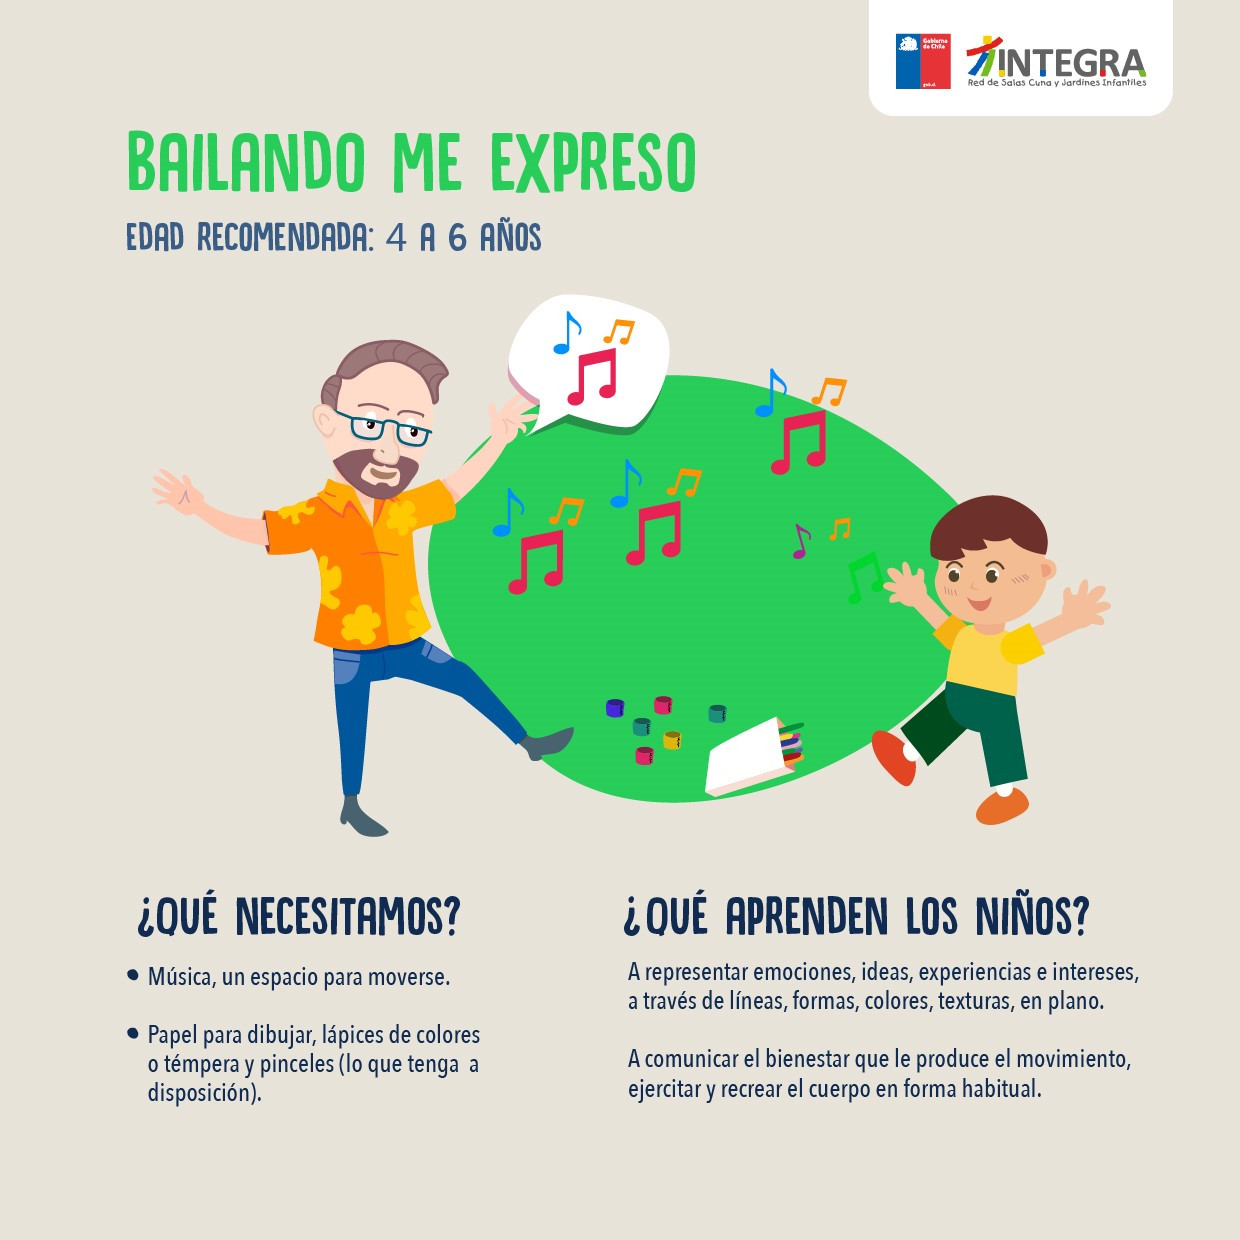 Gobierno
de Chile
gob.cl
INTEGRA
Red de Salas Cuna y Jardines Infantiles
BAILANDO ME EXPRESO
EDAD RECOMENDADA: 4 A 6 AÑOS
¿QUÉ NECESITAMOS?
• Música, un espacio para moverse.
• Papel para dibujar, lápices de colores
o témpera y pinceles (lo que tenga a
disposición).
¿QUÉ APRENDEN LOS NIÑOS?
A representar emociones, ideas, experiencias e intereses,
a través de líneas, formas, colores, texturas, en plano.
A comunicar el bienestar que le produce el movimiento,
ejercitar y recrear el cuerpo en forma habitual.